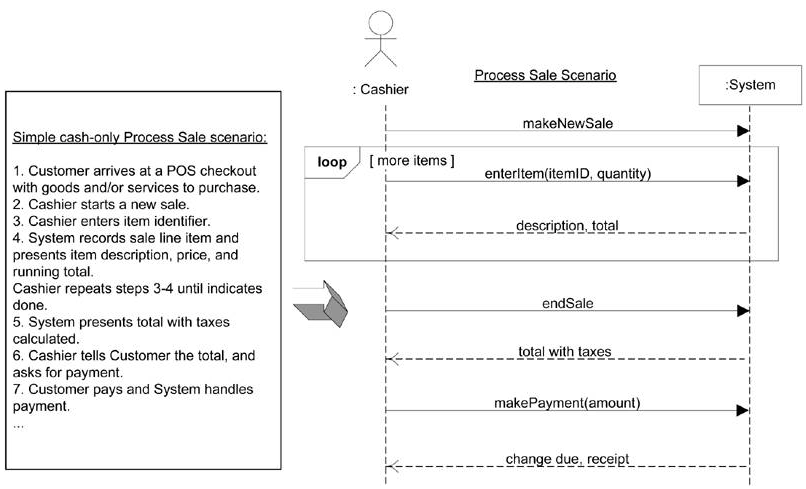 Simple cash-only Process Sale scenario:
1. Customer arrives at a POS checkout
with goods and/or services to purchase.
2. Cashier starts a new sale.
3. Cashier enters item identifier.
4. System records sale line item and
presents item description, price, and
running total.
Cashier repeats steps 3-4 until indicates
done.
5. System presents total with taxes
calculated.
6. Cashier tells Customer the total, and
asks for payment.
7. Customer pays and System handles
payment.
...
Process Sale Scenario
: Cashier
:System
makeNewSale
loop
[ more items ]
enterItem(itemID, quantity)
description, total
endSale
total with taxes
makePayment(amount)
change due, receipt